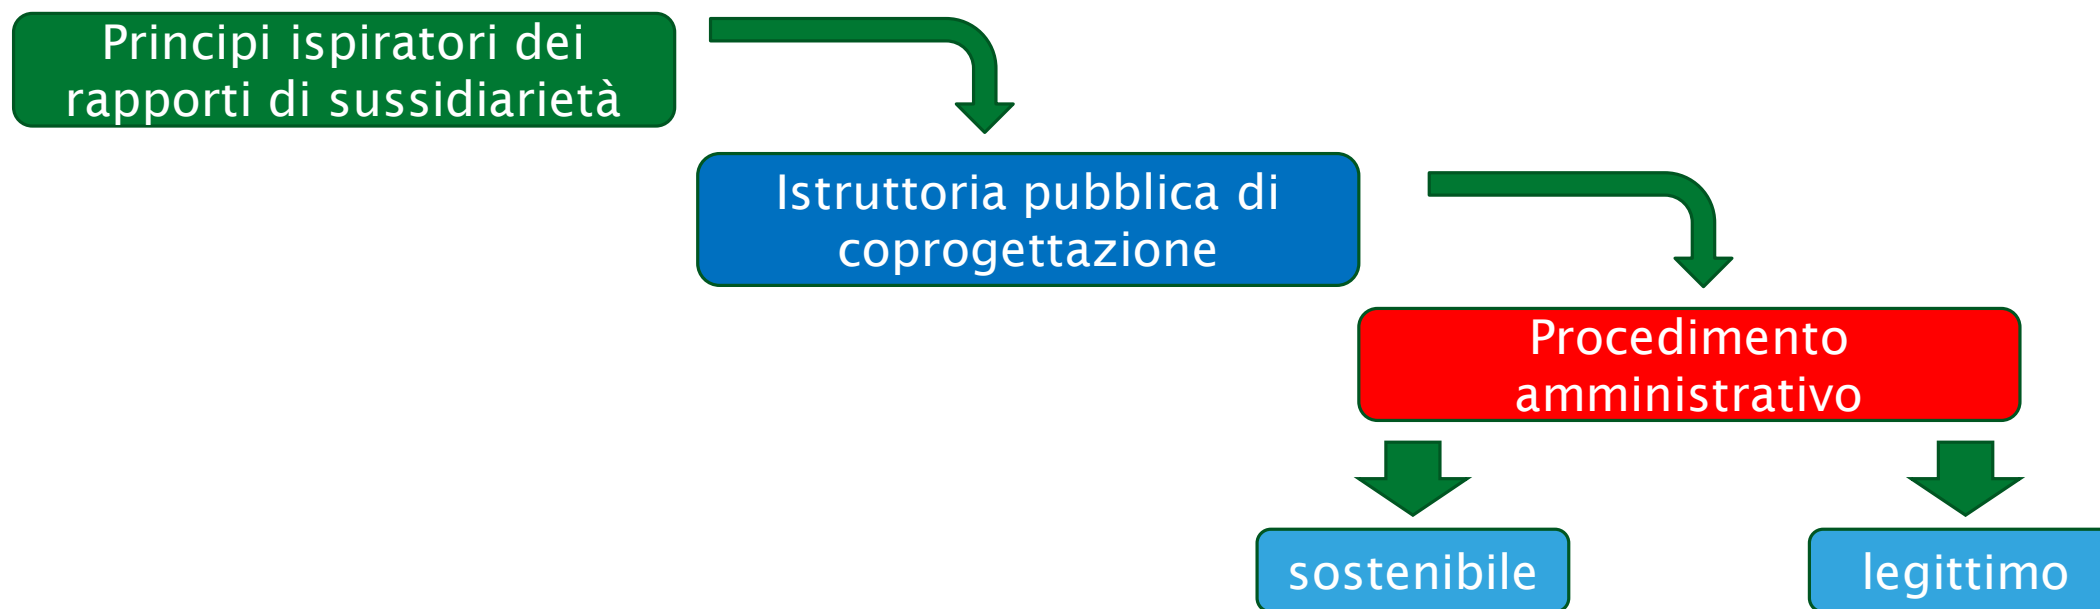 Principi ispiratori dei
rapporti di sussidiarietà
Istruttoria pubblica di
coprogettazione
Procedimento
amministrativo
sostenibile
legittimo